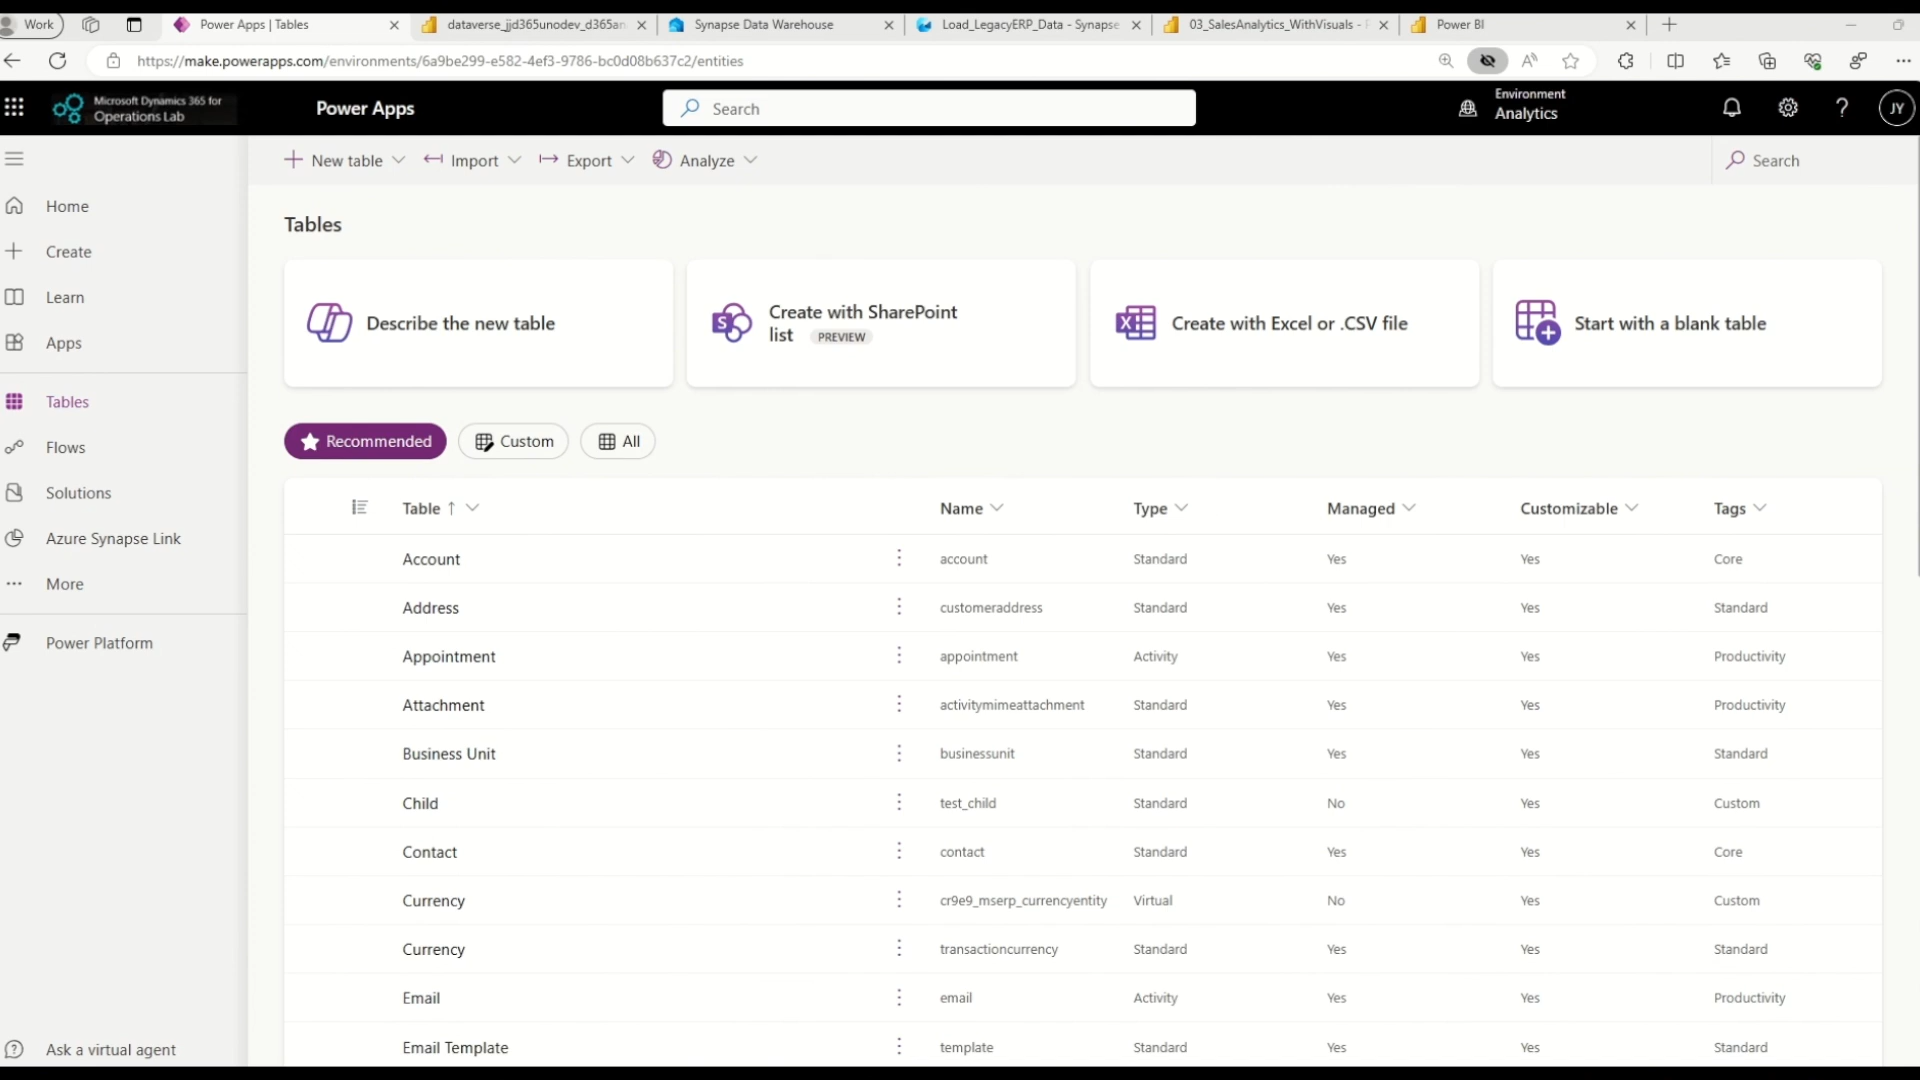 Work
Power Apps | Tables
dataverse_jjd365unodev_d365an
Synapse Data Warehouse
Load_LegacyERP_Data - Synapse
03_SalesAnalytics_WithVisuals -
Power BI
https://make.powerapps.com/environments/6a9be299-e582-4ef3-9786-bc0d08b637c2/entities
Microsoft Dynamics 365 for
Operations Lab
Power Apps
Search
Environment
Analytics
JY
New table
Import
Export
Analyze
Search
Home
Create
Learn
Apps
Tables
Flows
Solutions
Azure Synapse Link
More
Power Platform
Ask a virtual agent
Tables
Describe the new table
Create with SharePoint
list PREVIEW
Create with Excel or .CSV file
Start with a blank table
Recommended
Custom
All
Table Name Type Managed Customizable Tags
Account account Standard Yes Yes Core
Address customeraddress Standard Yes Yes Standard
Appointment appointment Activity Yes Yes Productivity
Attachment activitymimeattachment Standard Yes Yes Productivity
Business Unit businessunit Standard Yes Yes Standard
Child test_child Standard No Yes Custom
Contact contact Standard Yes Yes Core
Currency cr9e9_mserp_currencyentity Virtual No Yes Custom
Currency transactioncurrency Standard Yes Yes Standard
Email email Activity Yes Yes Productivity
Email Template template Standard Yes Yes Standard